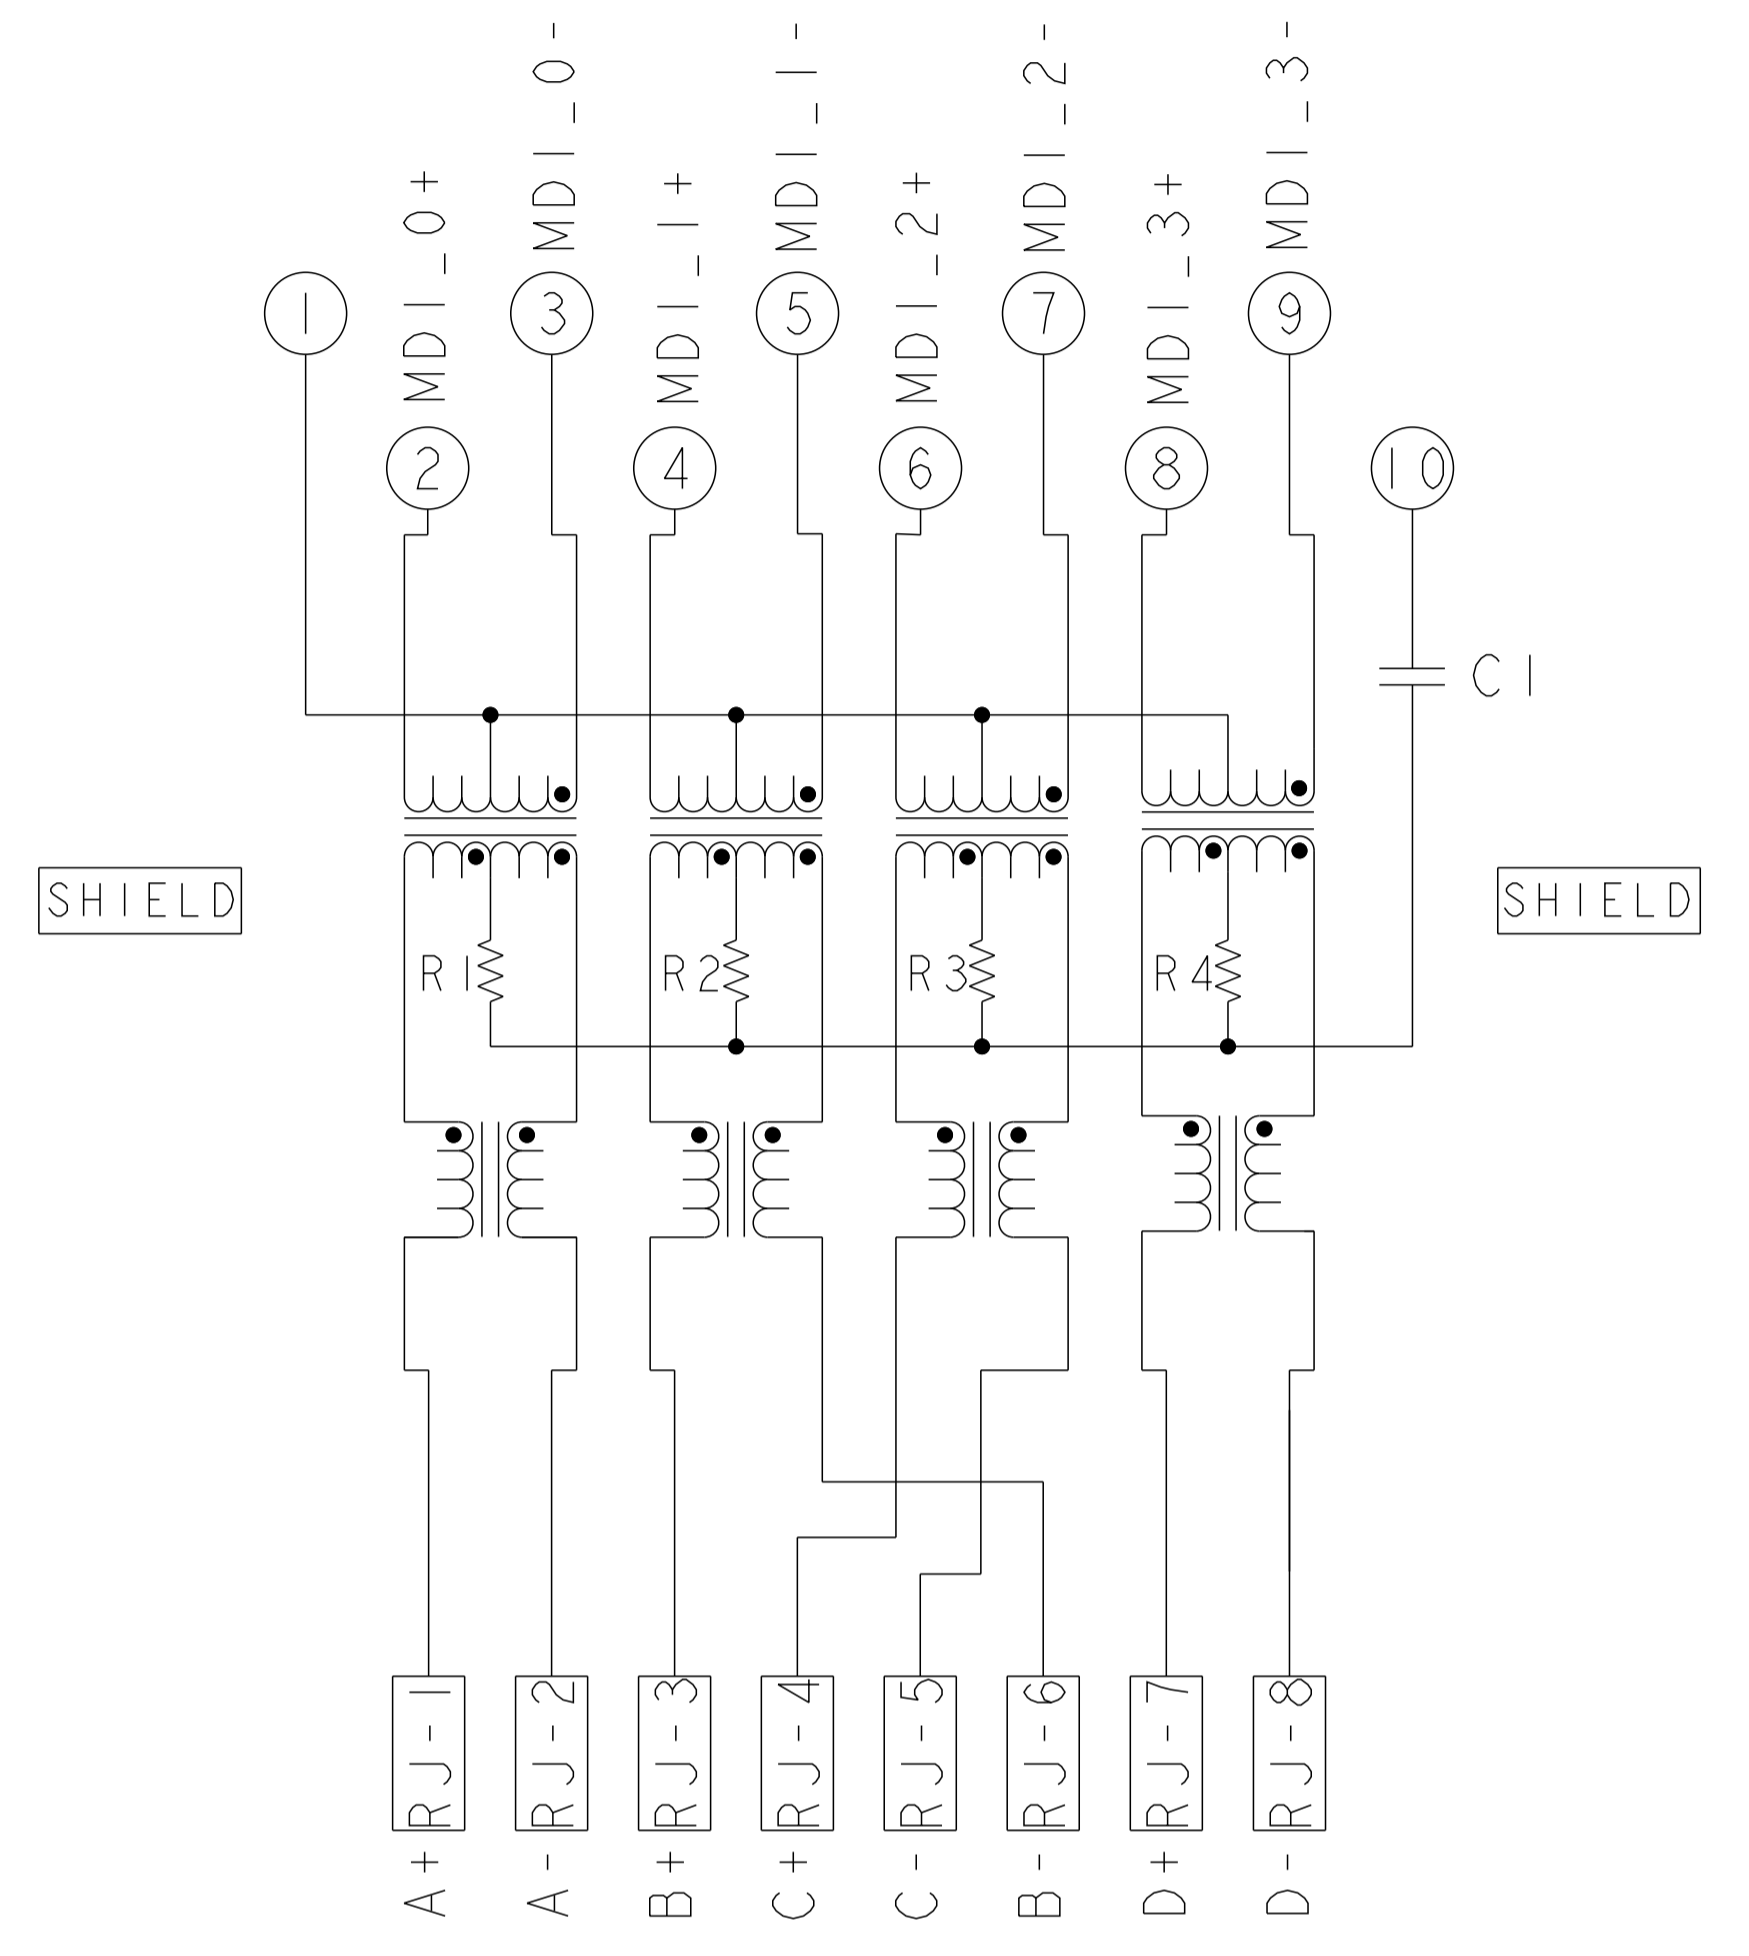 MDI_0+
MDI_0-
MDI_1+
MDI_1-
MDI_2+
MDI_2-
MDI_3+
MDI_3-
1
3
5
7
9
2
4
6
8
10
C1
SHIELD
SHIELD
R1
R2
R3
R4
RJ-1
RJ-2
RJ-3
RJ-4
RJ-5
RJ-6
RJ-7
RJ-8
A+
A-
B+
C+
C-
B-
D+
D-